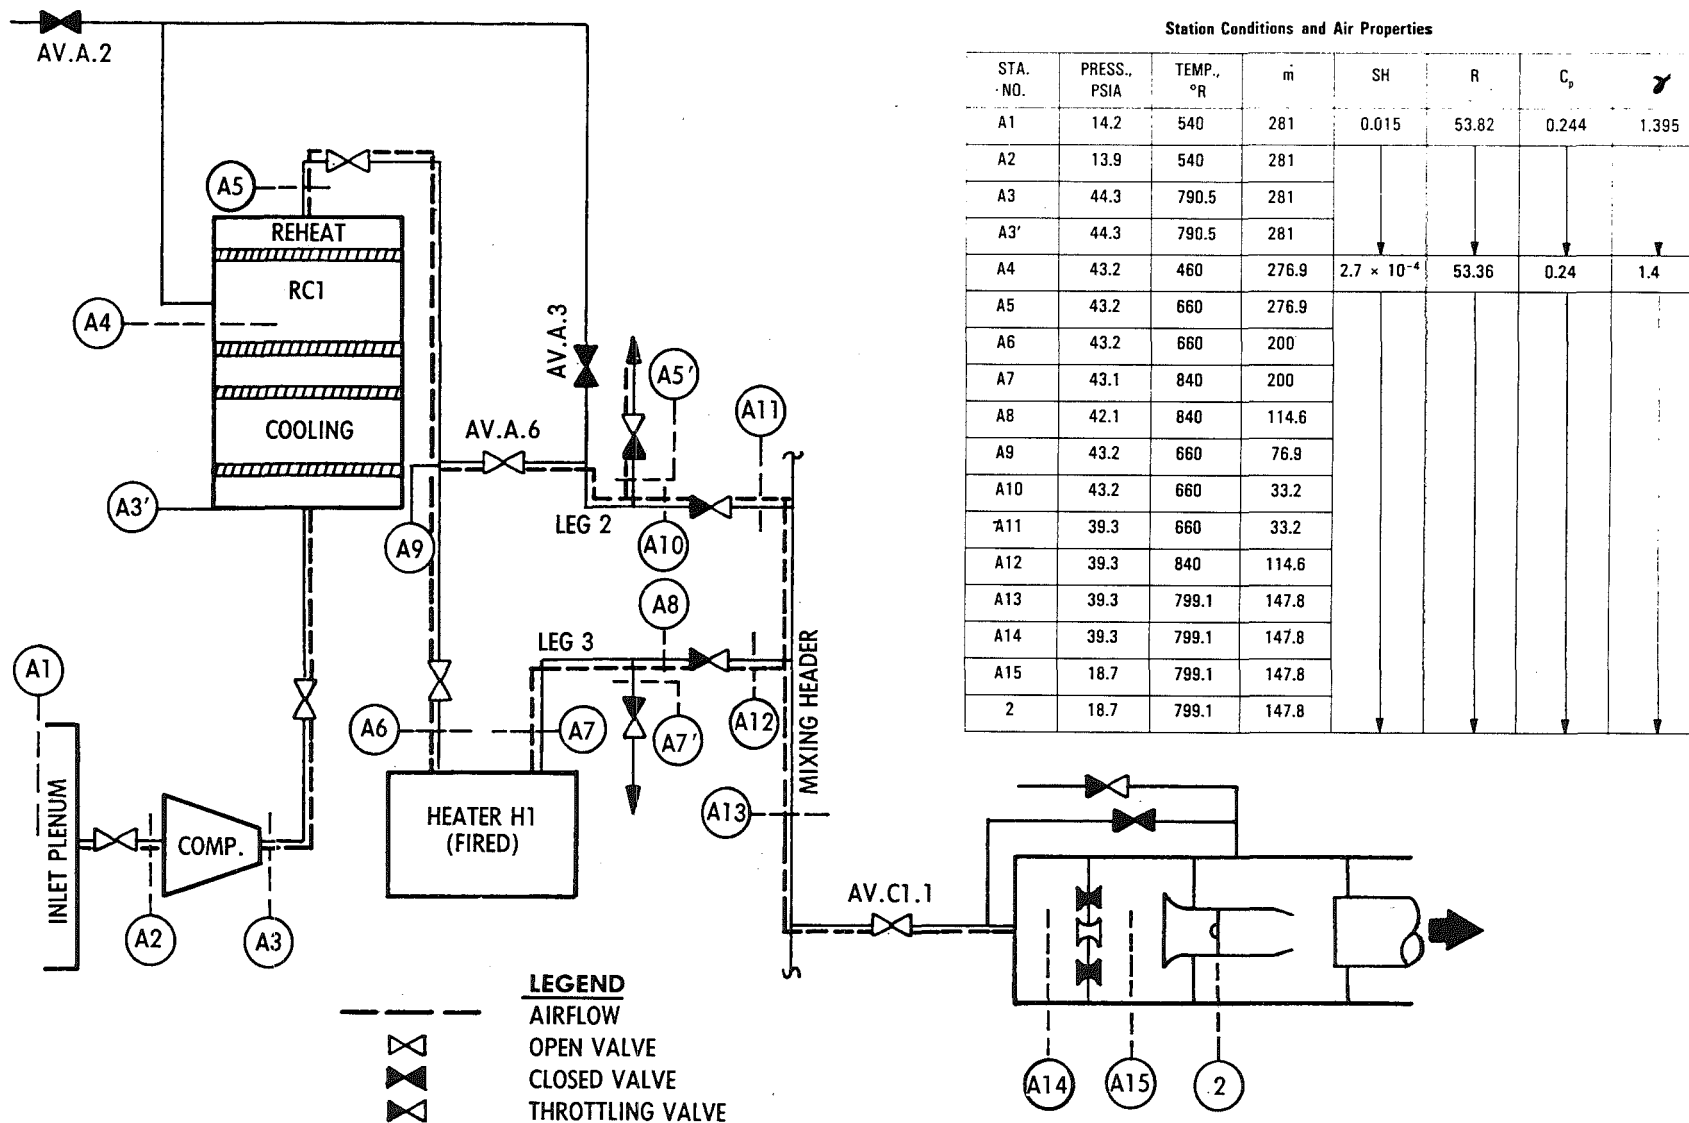 AV.A.2
A5
REHEAT
RC1
A4
AV.A.3
A5'
A11
COOLING
AV.A.6
A3'
A9
LEG 2
A10
A8
LEG 3
MIXING HEADER
A1
A6
A7
A7'
A12
INLET PLENUM
COMP.
HEATER H1
(FIRED)
A13
A2
A3
AV.C1.1
A14
A15
2
LEGEND
AIRFLOW
OPEN VALVE
CLOSED VALVE
THROTTLING VALVE
Station Conditions and Air Properties
STA. NO. PRESS., PSIA TEMP., °R ṁ SH R Cp γ
A1 14.2 540 281 0.015 53.82 0.244 1.395
A2 13.9 540 281
A3 44.3 790.5 281
A3' 44.3 790.5 281
A4 43.2 460 276.9 2.7 × 10⁻⁴ 53.36 0.24 1.4
A5 43.2 660 276.9
A6 43.2 660 200
A7 43.1 840 200
A8 42.1 840 114.6
A9 43.2 660 76.9
A10 43.2 660 33.2
A11 39.3 660 33.2
A12 39.3 840 114.6
A13 39.3 799.1 147.8
A14 39.3 799.1 147.8
A15 18.7 799.1 147.8
2 18.7 799.1 147.8